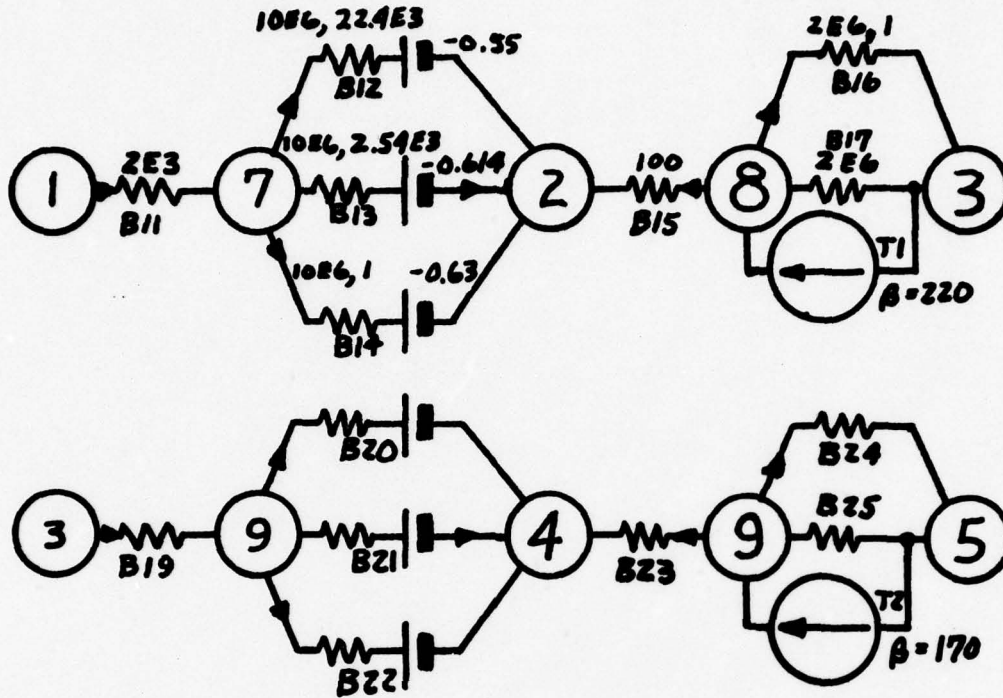 10E6, 22.4E3
-0.55
B12
2E6, 1
B16
1
2E3
B11
7
10E6, 2.54E3
-0.614
B13
2
100
B15
8
B17
2E6
3
T1
β=220
10E6, 1
-0.63
B14
B20
B24
3
B19
9
B21
4
B23
9
B25
5
T2
β=170
B22